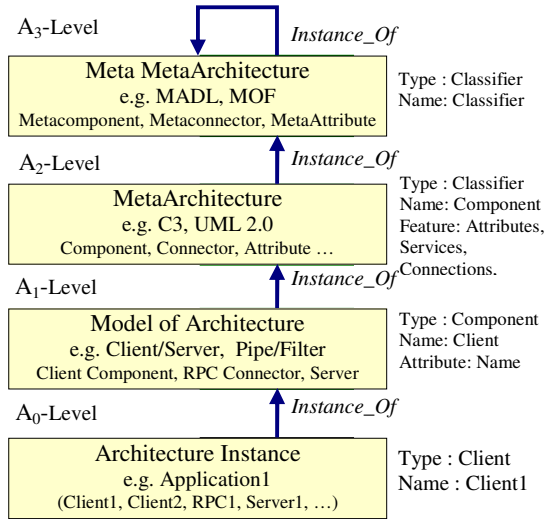 A3-Level
Instance_Of
Meta MetaArchitecture
e.g. MADL, MOF
Metacomponent, Metaconnector, MetaAttribute
Type : Classifier
Name: Classifier
A2-Level
Instance_Of
MetaArchitecture
e.g. C3, UML 2.0
Component, Connector, Attribute …
Type : Classifier
Name: Component
Feature: Attributes,
Services,
Connections.
A1-Level
Instance_Of
Model of Architecture
e.g. Client/Server, Pipe/Filter
Client Component, RPC Connector, Server
Type : Component
Name: Client
Attribute: Name
A0-Level
Instance_Of
Architecture Instance
e.g. Application1
(Client1, Client2, RPC1, Server1, …)
Type : Client
Name : Client1